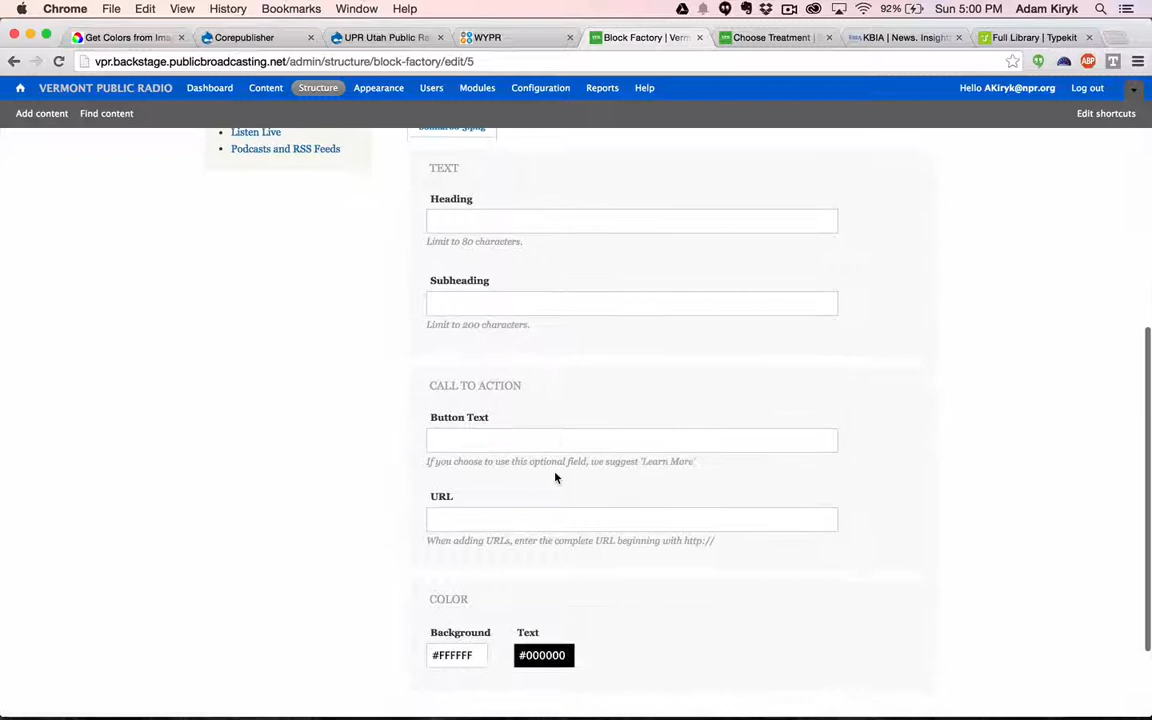 Chrome File Edit View History Bookmarks Window Help 92% Sun 5:00 PM Adam Kiryk
Get Colors from Ima Corepublisher UPR Utah Public Ra WYPR Block Factory | Verm Choose Treatment | KBIA | News. Insight Full Library | Typekit
vpr.backstage.publicbroadcasting.net/admin/structure/block-factory/edit/5
VERMONT PUBLIC RADIO Dashboard Content Structure Appearance Users Modules Configuration Reports Help Hello AKiryk@npr.org Log out
Add content Find content Edit shortcuts
Listen Live
Podcasts and RSS Feeds
TEXT
Heading
Limit to 80 characters.
Subheading
Limit to 200 characters.
CALL TO ACTION
Button Text
If you choose to use this optional field, we suggest 'Learn More'
URL
When adding URLs, enter the complete URL beginning with http://
COLOR
Background Text
#FFFFFF #000000